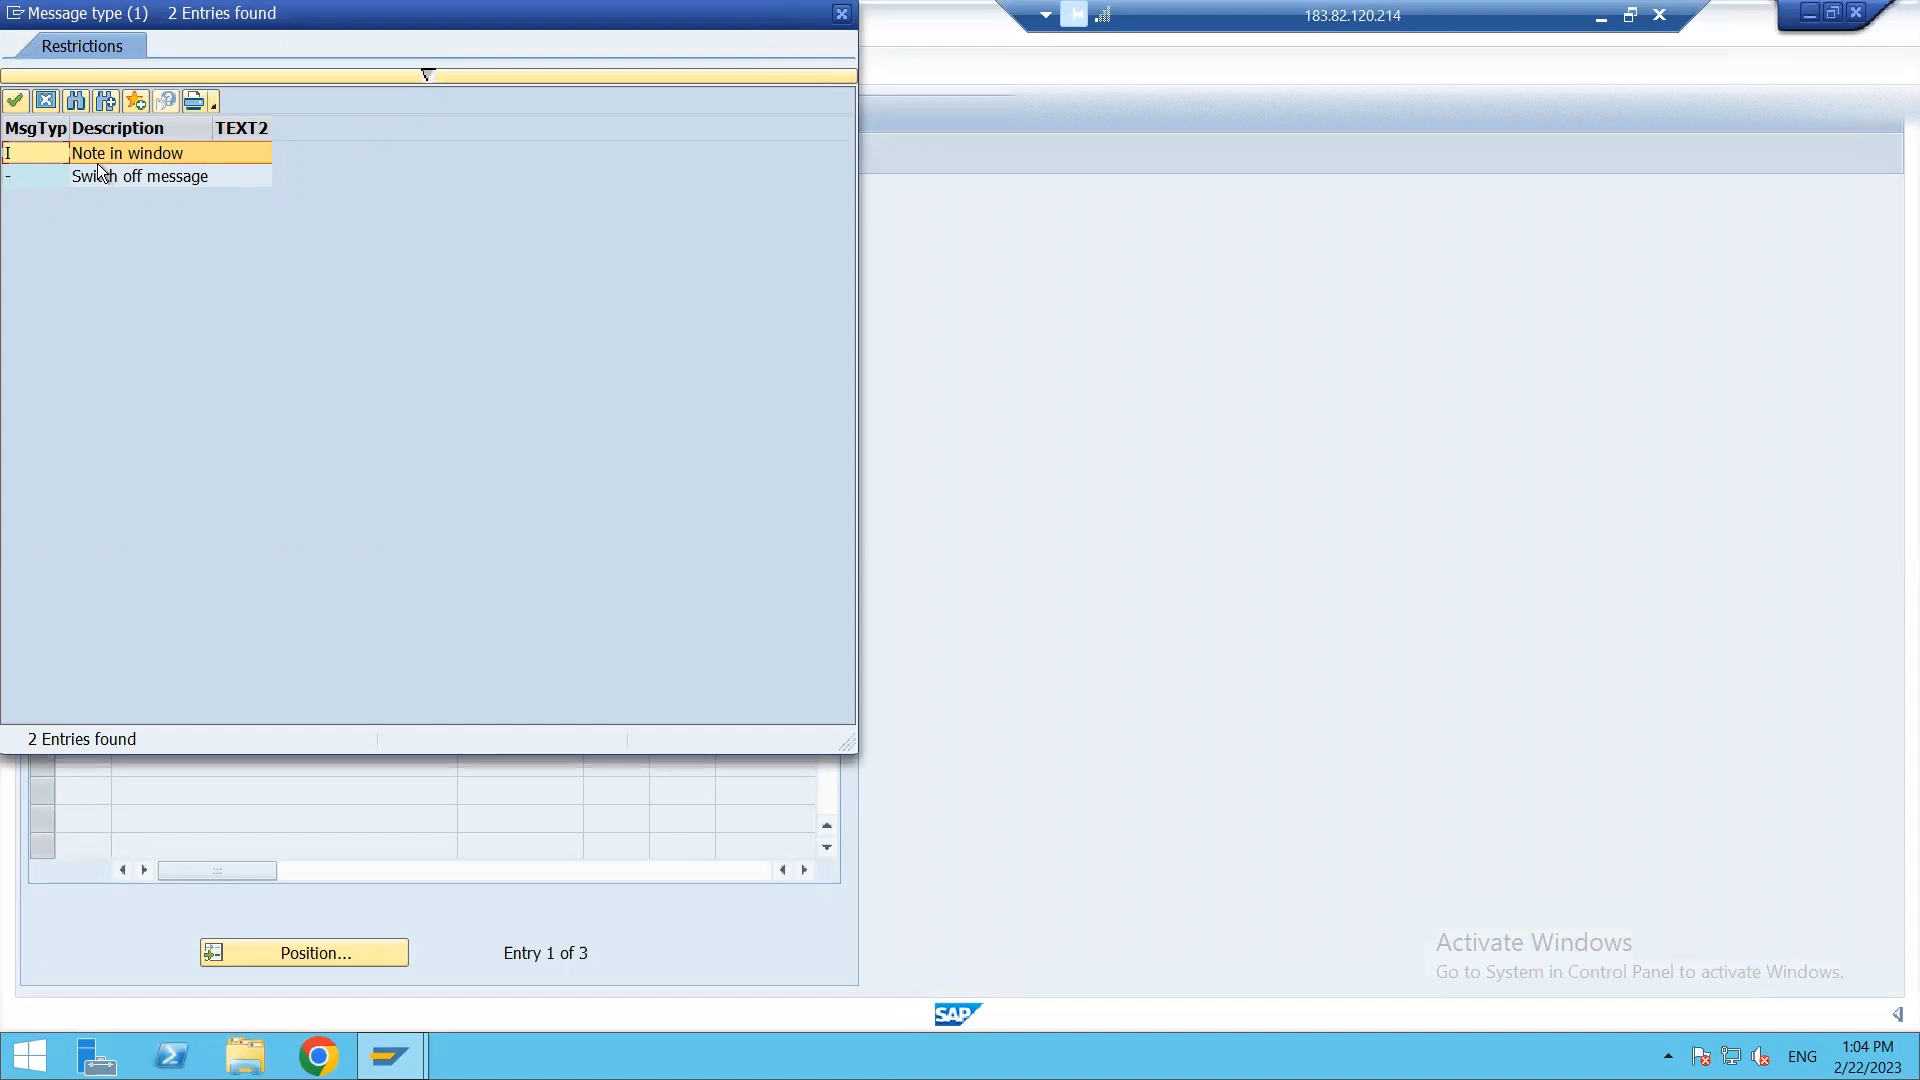 Message type (1) 2 Entries found
183.82.120.214
Restrictions
MsgTyp Description TEXT2
I Note in window
- Switch off message
2 Entries found
Position...
Entry 1 of 3
Activate Windows
Go to System in Control Panel to activate Windows.
SAP
ENG
1:04 PM
2/22/2023